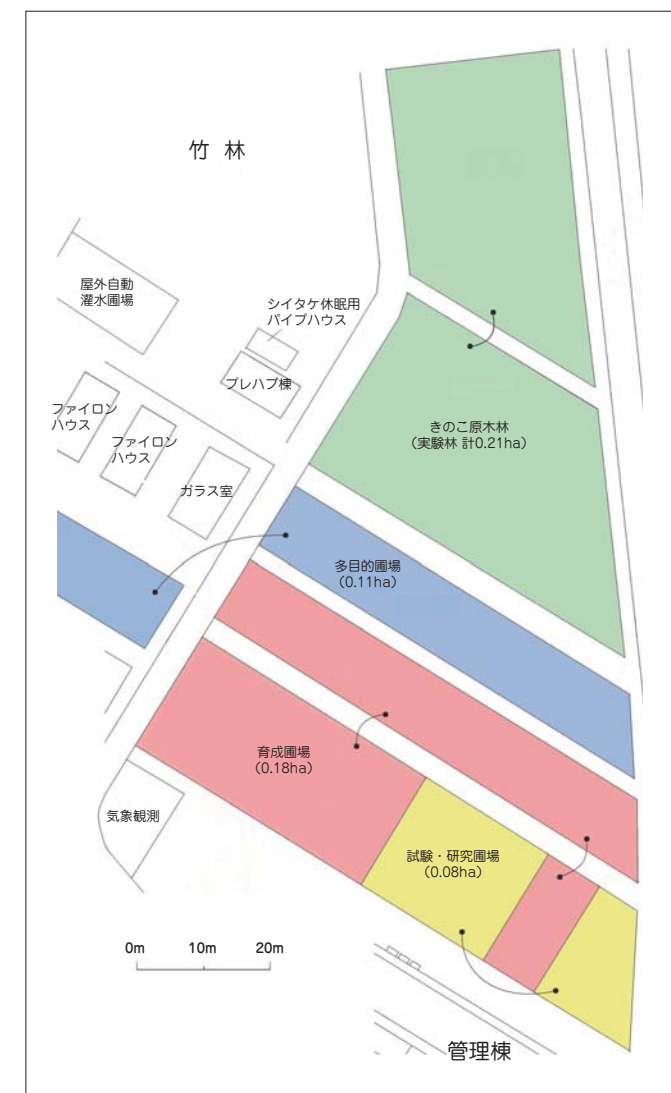 竹 林
屋外自動
灌水圃場
シイタケ休眠用
パイプハウス
プレハブ棟
ファイロン
ハウス
ファイロン
ハウス
ガラス室
きのこ原木林
(実験林 計0.21ha)
多目的圃場
(0.11ha)
育成圃場
(0.18ha)
気象観測
試験・研究圃場
(0.08ha)
0m 10m 20m
管理棟